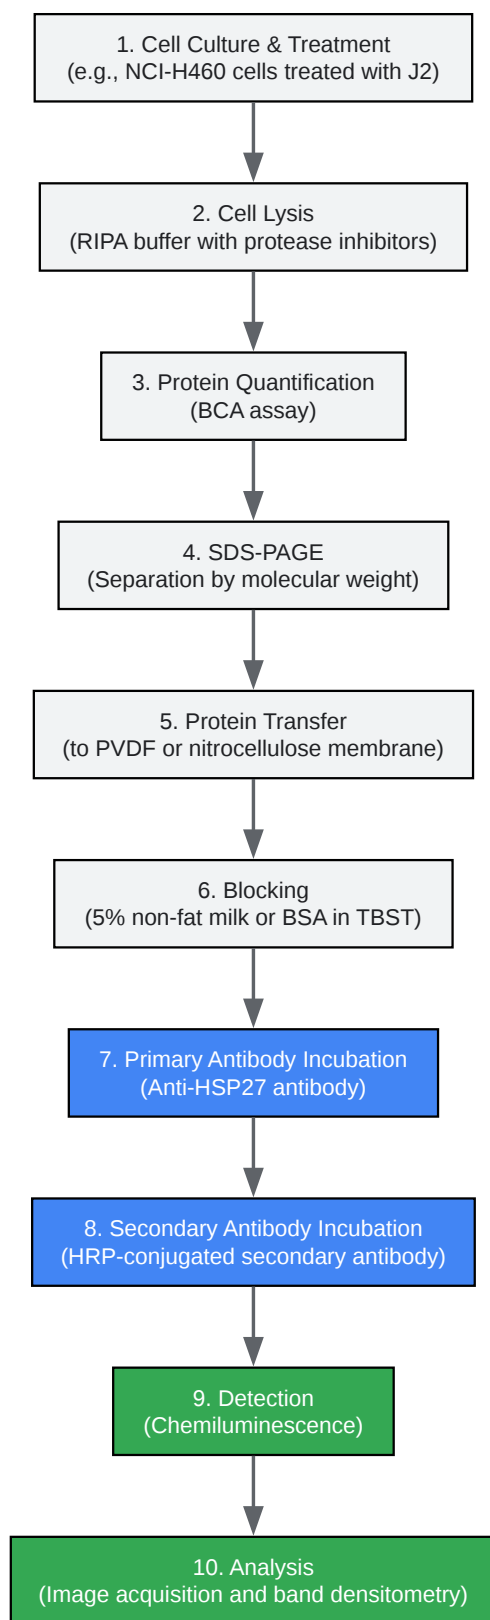 1. Cell Culture & Treatment
(e.g., NCI-H460 cells treated with J2)
2. Cell Lysis
(RIPA buffer with protease inhibitors)
3. Protein Quantification
(BCA assay)
4. SDS-PAGE
(Separation by molecular weight)
5. Protein Transfer
(to PVDF or nitrocellulose membrane)
6. Blocking
(5% non-fat milk or BSA in TBST)
7. Primary Antibody Incubation
(Anti-HSP27 antibody)
8. Secondary Antibody Incubation
(HRP-conjugated secondary antibody)
9. Detection
(Chemiluminescence)
10. Analysis
(Image acquisition and band densitometry)